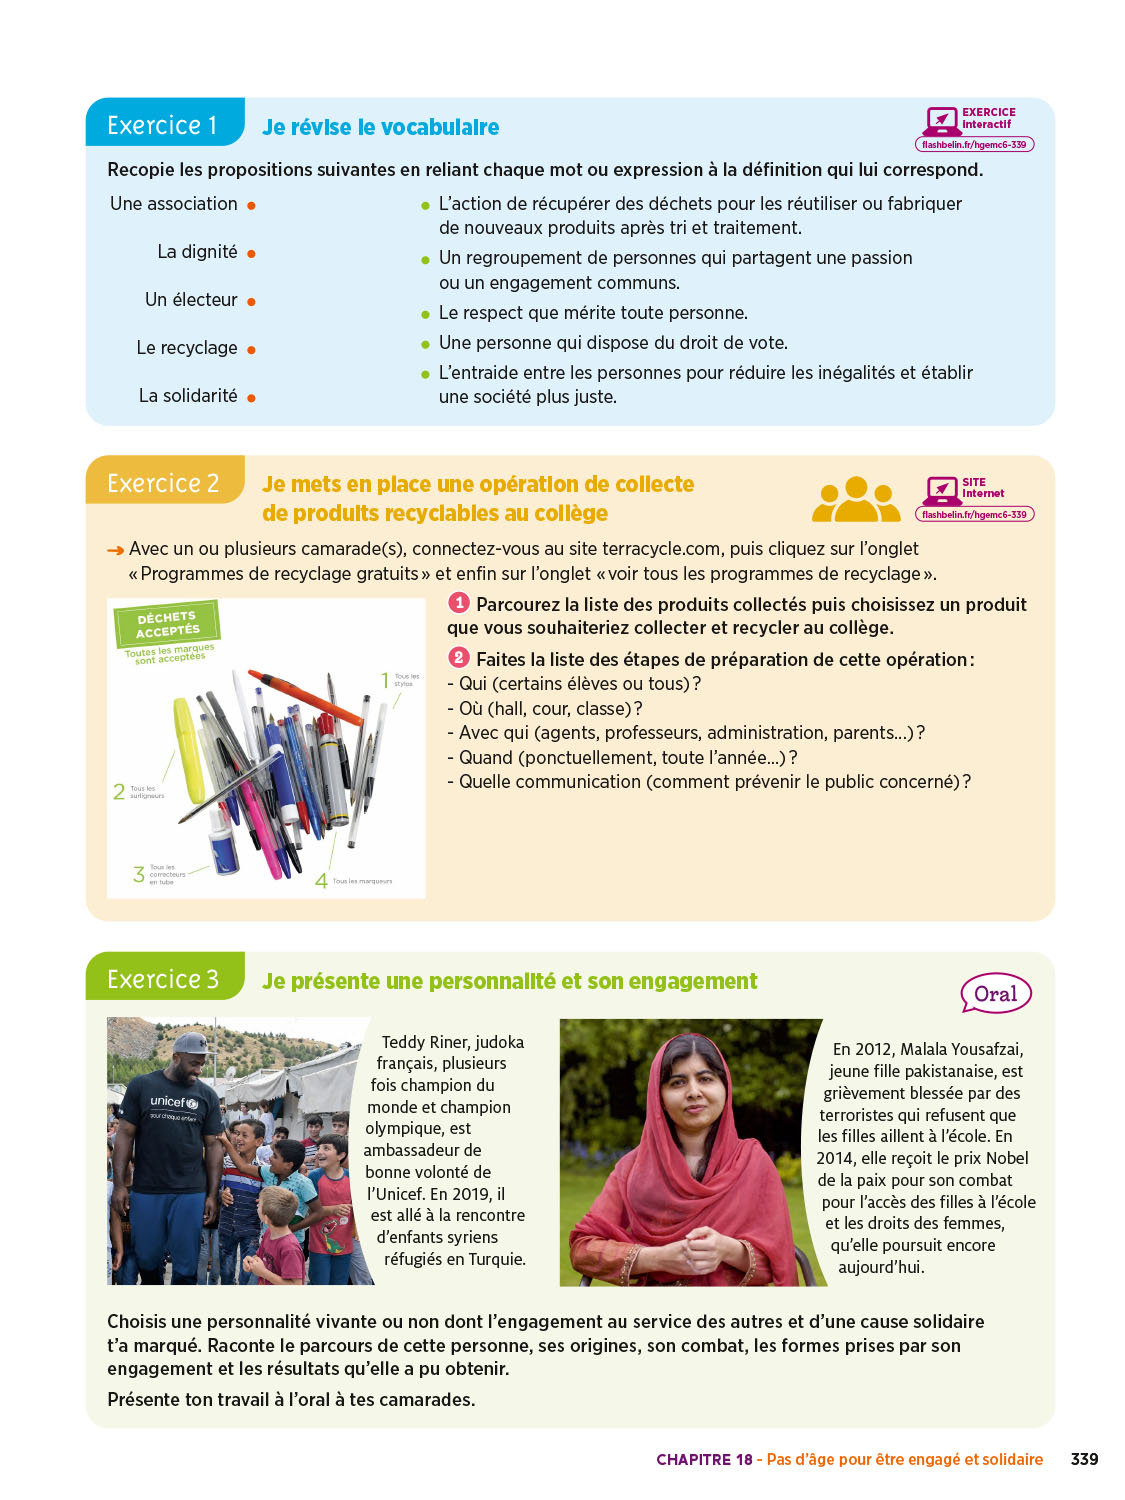 Exercice 1
Je révise le vocabulaire
EXERCICE
interactif
flashbelin.fr/hgemc6-339
Recopie les propositions suivantes en reliant chaque mot ou expression à la définition qui lui correspond.
Une association
La dignité
Un électeur
Le recyclage
La solidarité
L'action de récupérer des déchets pour les réutiliser ou fabriquer
de nouveaux produits après tri et traitement.
Un regroupement de personnes qui partagent une passion
ou un engagement communs.
Le respect que mérite toute personne.
Une personne qui dispose du droit de vote.
L'entraide entre les personnes pour réduire les inégalités et établir
une société plus juste.
Exercice 2
Je mets en place une opération de collecte
de produits recyclables au collège
SITE
Internet
flashbelin.fr/hgemc6-339
→ Avec un ou plusieurs camarade(s), connectez-vous au site terracycle.com, puis cliquez sur l'onglet
« Programmes de recyclage gratuits » et enfin sur l'onglet « voir tous les programmes de recyclage ».
DÉCHETS
ACCEPTÉS
Toutes les marques
sont acceptées
1 Tous les
stylos
2 Tous les
surligneurs
3 Tous les
correcteurs
en tube
4 Tous les marqueurs
1 Parcourez la liste des produits collectés puis choisissez un produit
que vous souhaiteriez collecter et recycler au collège.
2 Faites la liste des étapes de préparation de cette opération :
- Qui (certains élèves ou tous) ?
- Où (hall, cour, classe) ?
- Avec qui (agents, professeurs, administration, parents...) ?
- Quand (ponctuellement, toute l'année...) ?
- Quelle communication (comment prévenir le public concerné) ?
Exercice 3
Je présente une personnalité et son engagement
Oral
unicef
pour chaque enfant
Teddy Riner, judoka
français, plusieurs
fois champion du
monde et champion
olympique, est
ambassadeur de
bonne volonté de
l'Unicef. En 2019, il
est allé à la rencontre
d'enfants syriens
réfugiés en Turquie.
En 2012, Malala Yousafzai,
jeune fille pakistanaise, est
grièvement blessée par des
terroristes qui refusent que
les filles aillent à l'école. En
2014, elle reçoit le prix Nobel
de la paix pour son combat
pour l'accès des filles à l'école
et les droits des femmes,
qu'elle poursuit encore
aujourd'hui.
Choisis une personnalité vivante ou non dont l'engagement au service des autres et d'une cause solidaire
t'a marqué. Raconte le parcours de cette personne, ses origines, son combat, les formes prises par son
engagement et les résultats qu'elle a pu obtenir.
Présente ton travail à l'oral à tes camarades.
CHAPITRE 18 - Pas d'âge pour être engagé et solidaire 339